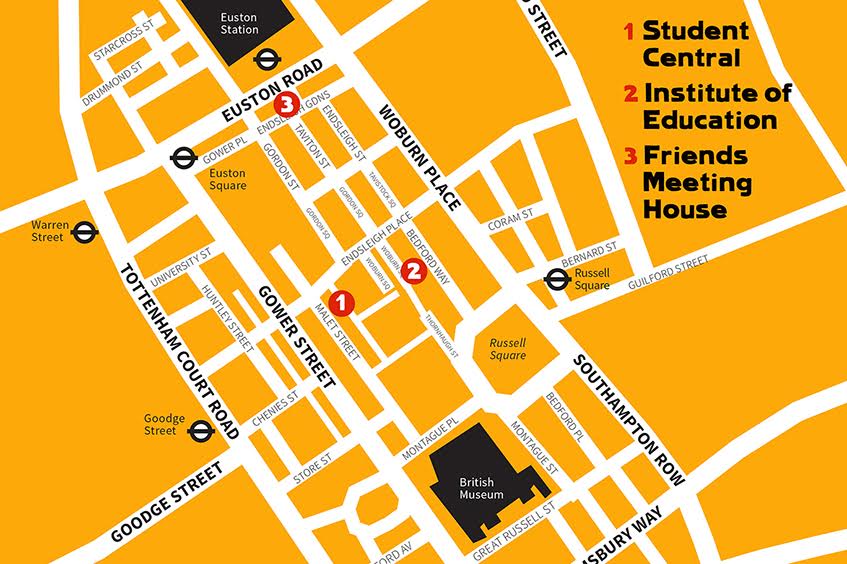 Euston
Station
STARCROSS ST
DRUMMOND ST
EUSTON ROAD
3
ENDSLEIGH GDNS
GOWER PL
Euston
Square
GORDON ST
TAVITON ST
ENDSLEIGH ST
WOBURN PLACE
1 Student
Central
2 Institute of
Education
3 Friends
Meeting
House
Warren
Street
UNIVERSITY ST
GORDON SQ
GORDON SQ
TAVISTOCK SQ
ENDSLEIGH PLACE
BEDFORD WAY
WOBURN SQ
WOBURN
2
CORAM ST
BERNARD ST
Russell
Square
GUILFORD STREET
HUNTLEY STREET
TOTTENHAM COURT ROAD
GOWER STREET
1
MALET STREET
THORNHAUGH ST
Russell
Square
SOUTHAMPTON ROW
CHENIES ST
Goodge
Street
GOODGE STREET
STORE ST
MONTAGUE PL
MONTAGUE ST
BEDFORD PL
British
Museum
GREAT RUSSELL ST
STREET
ORD AV
SBURY WAY